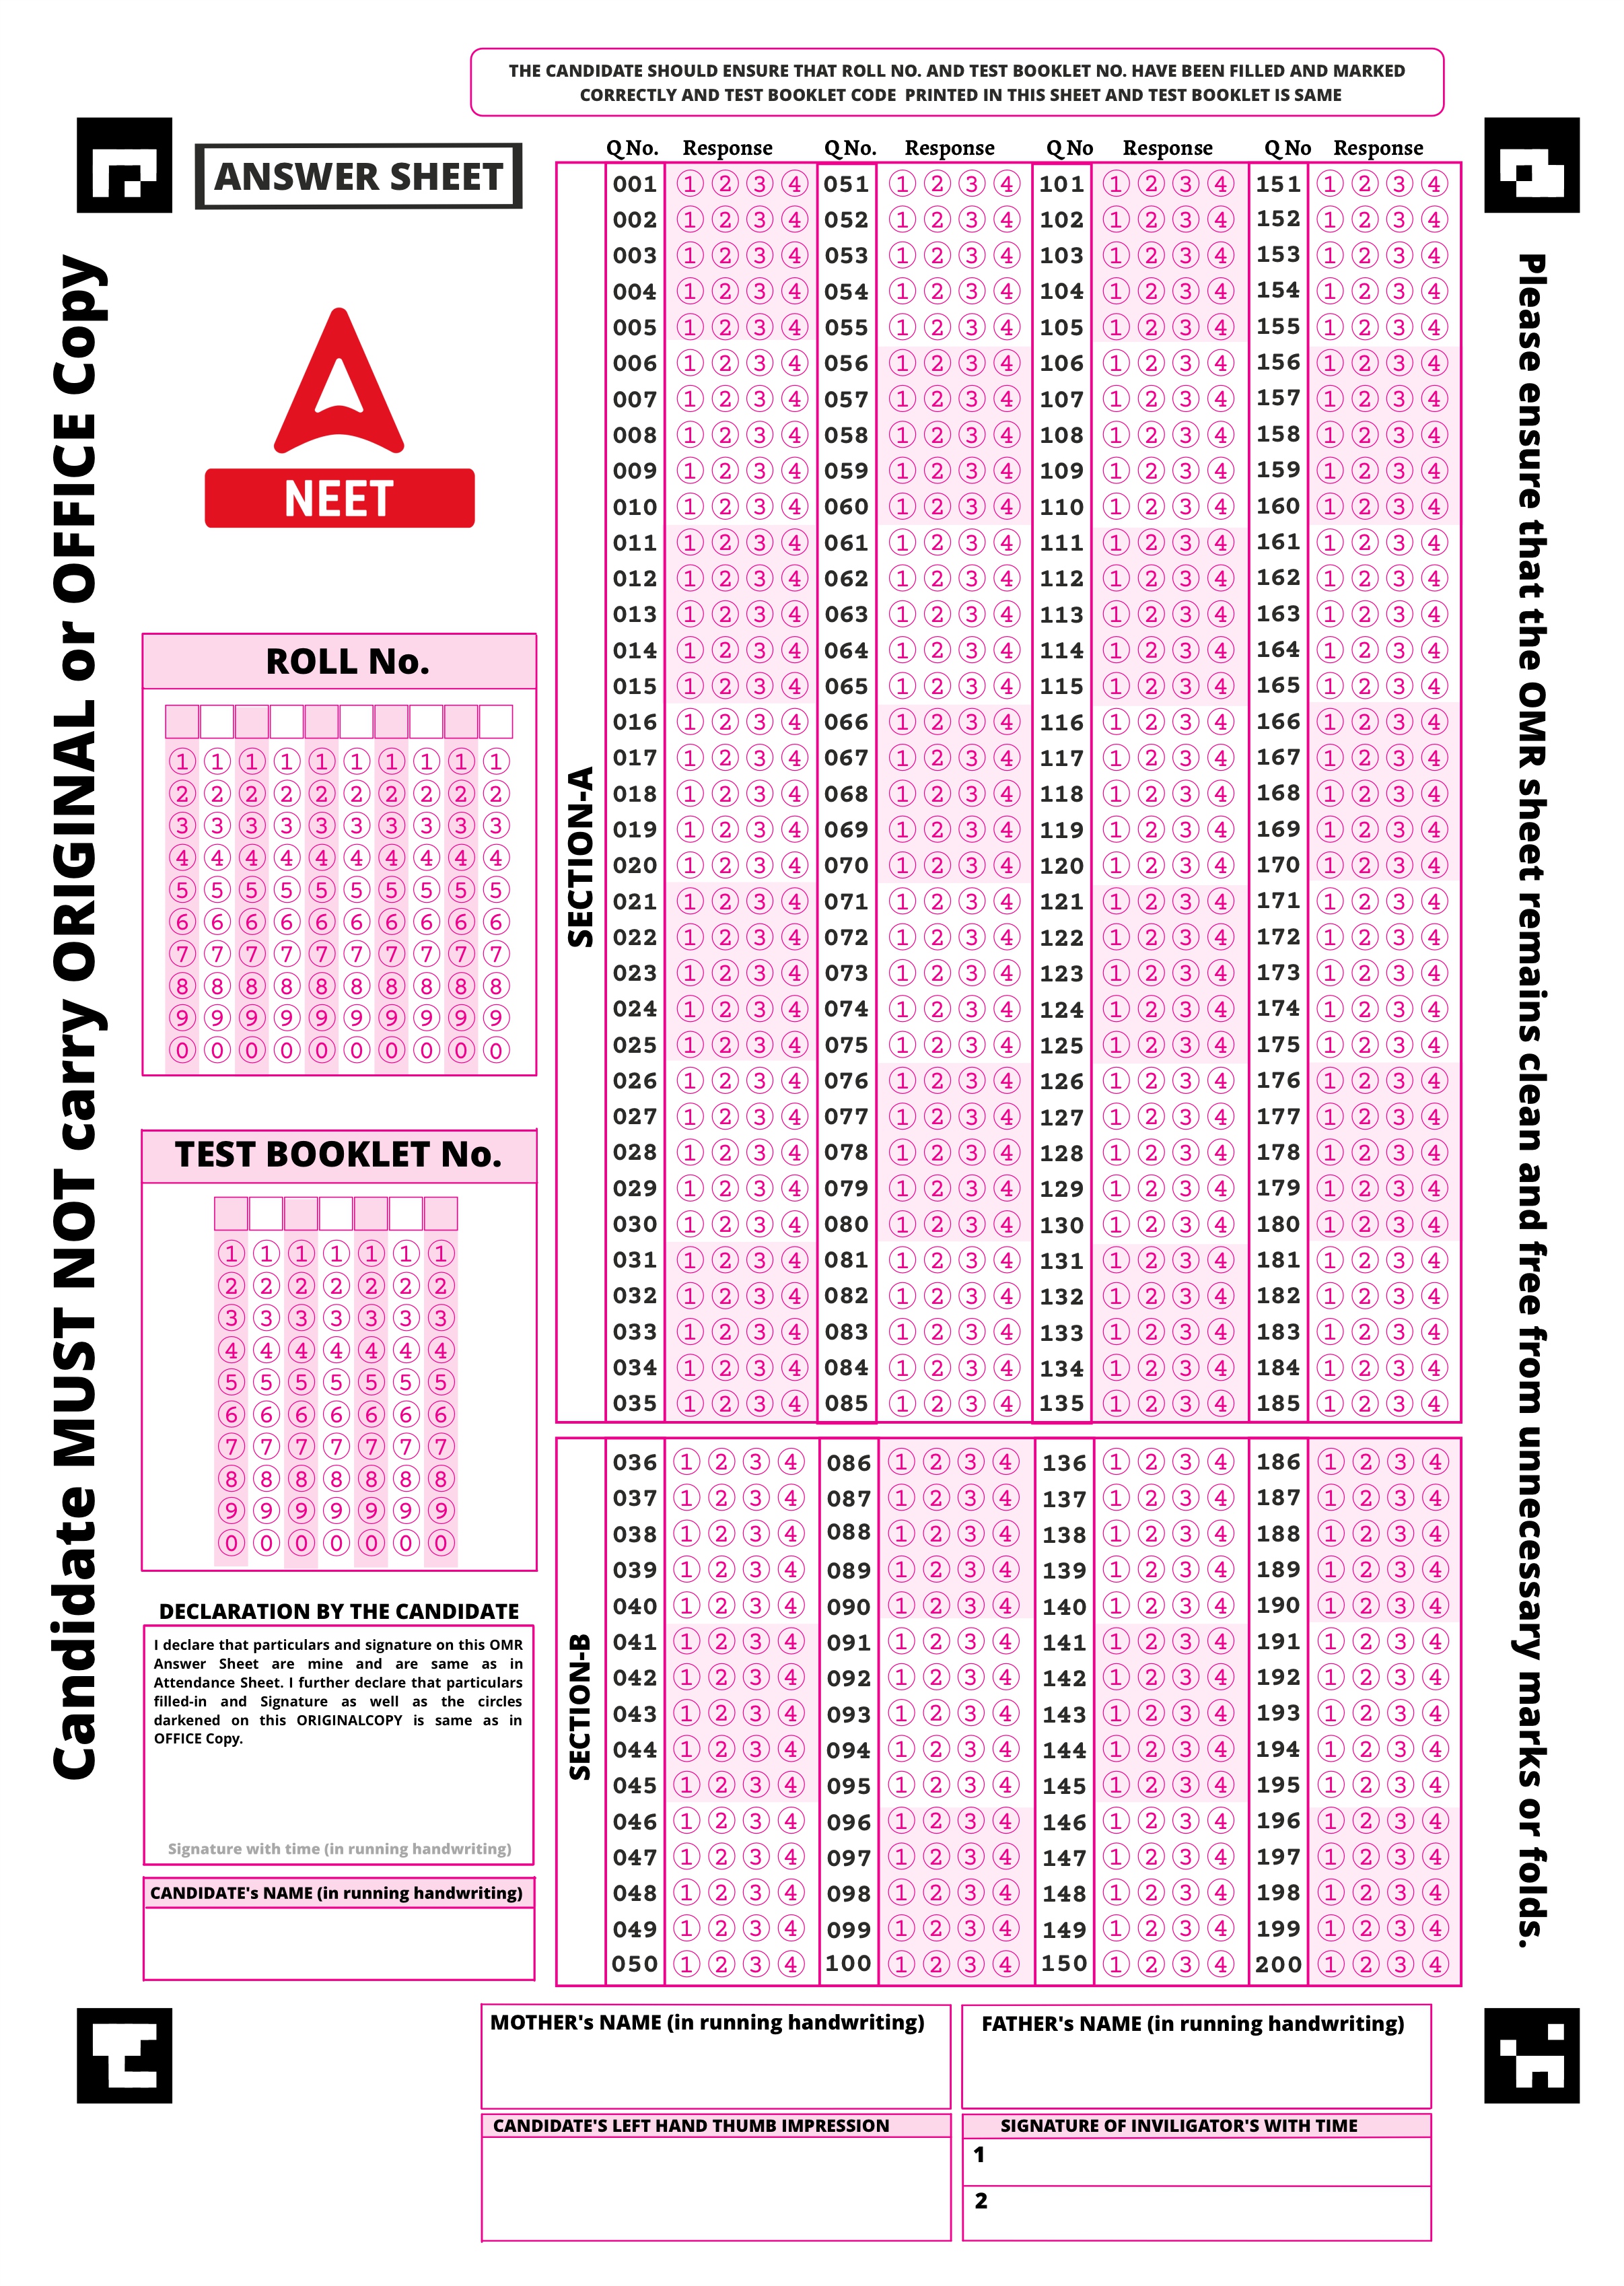 THE CANDIDATE SHOULD ENSURE THAT ROLL NO. AND TEST BOOKLET NO. HAVE BEEN FILLED AND MARKED
CORRECTLY AND TEST BOOKLET CODE PRINTED IN THIS SHEET AND TEST BOOKLET IS SAME
ANSWER SHEET
NEET
Candidate MUST NOT carry ORIGINAL or OFFICE Copy
ROLL No.
1 1 1 1 1 1 1 1 1 1
2 2 2 2 2 2 2 2 2 2
3 3 3 3 3 3 3 3 3 3
4 4 4 4 4 4 4 4 4 4
5 5 5 5 5 5 5 5 5 5
6 6 6 6 6 6 6 6 6 6
7 7 7 7 7 7 7 7 7 7
8 8 8 8 8 8 8 8 8 8
9 9 9 9 9 9 9 9 9 9
0 0 0 0 0 0 0 0 0 0
TEST BOOKLET No.
1 1 1 1 1 1 1
2 2 2 2 2 2 2
3 3 3 3 3 3 3
4 4 4 4 4 4 4
5 5 5 5 5 5 5
6 6 6 6 6 6 6
7 7 7 7 7 7 7
8 8 8 8 8 8 8
9 9 9 9 9 9 9
0 0 0 0 0 0 0
DECLARATION BY THE CANDIDATE
I declare that particulars and signature on this OMR
Answer Sheet are mine and are same as in
Attendance Sheet. I further declare that particulars
filled-in and Signature as well as the circles
darkened on this ORIGINALCOPY is same as in
OFFICE Copy.
Signature with time (in running handwriting)
CANDIDATE's NAME (in running handwriting)
Q No. Response Q No. Response Q No Response Q No Response
SECTION-A
001 1 2 3 4 051 1 2 3 4 101 1 2 3 4 151 1 2 3 4
002 1 2 3 4 052 1 2 3 4 102 1 2 3 4 152 1 2 3 4
003 1 2 3 4 053 1 2 3 4 103 1 2 3 4 153 1 2 3 4
004 1 2 3 4 054 1 2 3 4 104 1 2 3 4 154 1 2 3 4
005 1 2 3 4 055 1 2 3 4 105 1 2 3 4 155 1 2 3 4
006 1 2 3 4 056 1 2 3 4 106 1 2 3 4 156 1 2 3 4
007 1 2 3 4 057 1 2 3 4 107 1 2 3 4 157 1 2 3 4
008 1 2 3 4 058 1 2 3 4 108 1 2 3 4 158 1 2 3 4
009 1 2 3 4 059 1 2 3 4 109 1 2 3 4 159 1 2 3 4
010 1 2 3 4 060 1 2 3 4 110 1 2 3 4 160 1 2 3 4
011 1 2 3 4 061 1 2 3 4 111 1 2 3 4 161 1 2 3 4
012 1 2 3 4 062 1 2 3 4 112 1 2 3 4 162 1 2 3 4
013 1 2 3 4 063 1 2 3 4 113 1 2 3 4 163 1 2 3 4
014 1 2 3 4 064 1 2 3 4 114 1 2 3 4 164 1 2 3 4
015 1 2 3 4 065 1 2 3 4 115 1 2 3 4 165 1 2 3 4
016 1 2 3 4 066 1 2 3 4 116 1 2 3 4 166 1 2 3 4
017 1 2 3 4 067 1 2 3 4 117 1 2 3 4 167 1 2 3 4
018 1 2 3 4 068 1 2 3 4 118 1 2 3 4 168 1 2 3 4
019 1 2 3 4 069 1 2 3 4 119 1 2 3 4 169 1 2 3 4
020 1 2 3 4 070 1 2 3 4 120 1 2 3 4 170 1 2 3 4
021 1 2 3 4 071 1 2 3 4 121 1 2 3 4 171 1 2 3 4
022 1 2 3 4 072 1 2 3 4 122 1 2 3 4 172 1 2 3 4
023 1 2 3 4 073 1 2 3 4 123 1 2 3 4 173 1 2 3 4
024 1 2 3 4 074 1 2 3 4 124 1 2 3 4 174 1 2 3 4
025 1 2 3 4 075 1 2 3 4 125 1 2 3 4 175 1 2 3 4
026 1 2 3 4 076 1 2 3 4 126 1 2 3 4 176 1 2 3 4
027 1 2 3 4 077 1 2 3 4 127 1 2 3 4 177 1 2 3 4
028 1 2 3 4 078 1 2 3 4 128 1 2 3 4 178 1 2 3 4
029 1 2 3 4 079 1 2 3 4 129 1 2 3 4 179 1 2 3 4
030 1 2 3 4 080 1 2 3 4 130 1 2 3 4 180 1 2 3 4
031 1 2 3 4 081 1 2 3 4 131 1 2 3 4 181 1 2 3 4
032 1 2 3 4 082 1 2 3 4 132 1 2 3 4 182 1 2 3 4
033 1 2 3 4 083 1 2 3 4 133 1 2 3 4 183 1 2 3 4
034 1 2 3 4 084 1 2 3 4 134 1 2 3 4 184 1 2 3 4
035 1 2 3 4 085 1 2 3 4 135 1 2 3 4 185 1 2 3 4
SECTION-B
036 1 2 3 4 086 1 2 3 4 136 1 2 3 4 186 1 2 3 4
037 1 2 3 4 087 1 2 3 4 137 1 2 3 4 187 1 2 3 4
038 1 2 3 4 088 1 2 3 4 138 1 2 3 4 188 1 2 3 4
039 1 2 3 4 089 1 2 3 4 139 1 2 3 4 189 1 2 3 4
040 1 2 3 4 090 1 2 3 4 140 1 2 3 4 190 1 2 3 4
041 1 2 3 4 091 1 2 3 4 141 1 2 3 4 191 1 2 3 4
042 1 2 3 4 092 1 2 3 4 142 1 2 3 4 192 1 2 3 4
043 1 2 3 4 093 1 2 3 4 143 1 2 3 4 193 1 2 3 4
044 1 2 3 4 094 1 2 3 4 144 1 2 3 4 194 1 2 3 4
045 1 2 3 4 095 1 2 3 4 145 1 2 3 4 195 1 2 3 4
046 1 2 3 4 096 1 2 3 4 146 1 2 3 4 196 1 2 3 4
047 1 2 3 4 097 1 2 3 4 147 1 2 3 4 197 1 2 3 4
048 1 2 3 4 098 1 2 3 4 148 1 2 3 4 198 1 2 3 4
049 1 2 3 4 099 1 2 3 4 149 1 2 3 4 199 1 2 3 4
050 1 2 3 4 100 1 2 3 4 150 1 2 3 4 200 1 2 3 4
Please ensure that the OMR sheet remains clean and free from unnecessary marks or folds.
MOTHER's NAME (in running handwriting)
FATHER's NAME (in running handwriting)
CANDIDATE'S LEFT HAND THUMB IMPRESSION
SIGNATURE OF INVILIGATOR'S WITH TIME
1
2